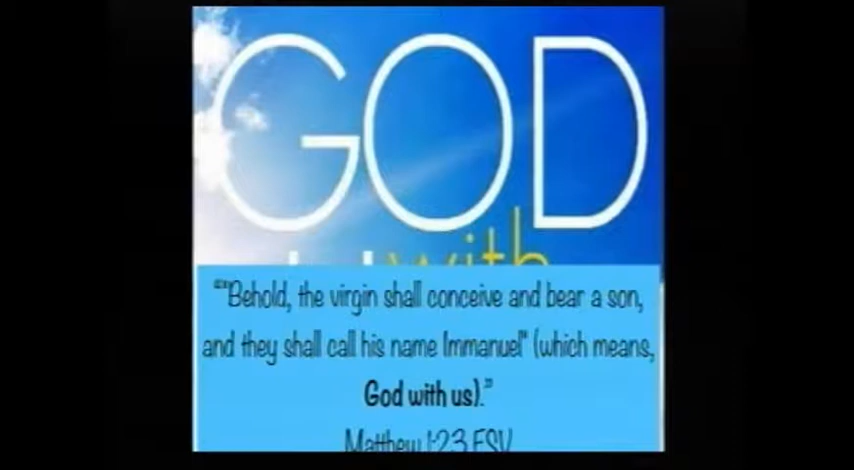 GOD
with
"“Behold, the virgin shall conceive and bear a son,
and they shall call his name Immanuel" (which means,
God with us).”
Matthew 1:23 ESV